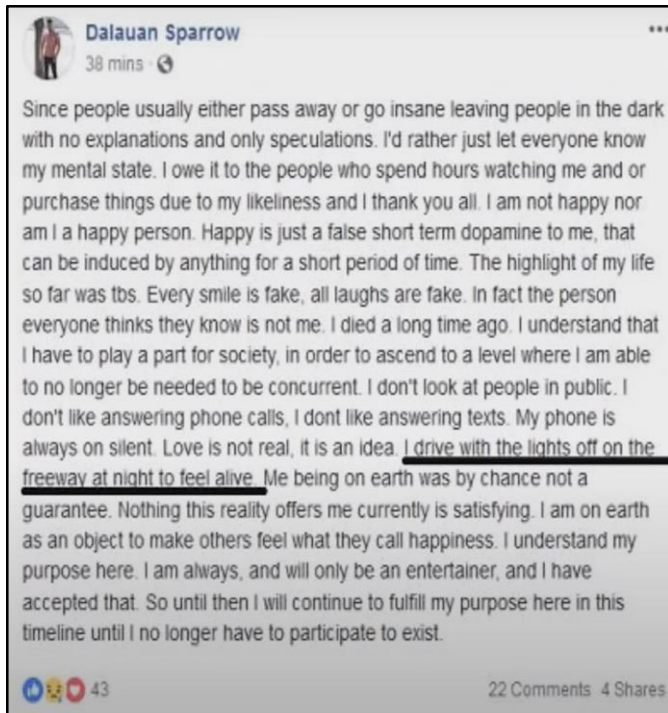 Dalauan Sparrow
38 mins
Since people usually either pass away or go insane leaving people in the dark
with no explanations and only speculations. I'd rather just let everyone know
my mental state. I owe it to the people who spend hours watching me and or
purchase things due to my likeliness and I thank you all. I am not happy nor
am I a happy person. Happy is just a false short term dopamine to me, that
can be induced by anything for a short period of time. The highlight of my life
so far was tbs. Every smile is fake, all laughs are fake. In fact the person
everyone thinks they know is not me. I died a long time ago. I understand that
I have to play a part for society, in order to ascend to a level where I am able
to no longer be needed to be concurrent. I don't look at people in public. I
don't like answering phone calls, I dont like answering texts. My phone is
always on silent. Love is not real, it is an idea. I drive with the lights off on the
freeway at night to feel alive. Me being on earth was by chance not a
guarantee. Nothing this reality offers me currently is satisfying. I am on earth
as an object to make others feel what they call happiness. I understand my
purpose here. I am always, and will only be an entertainer, and I have
accepted that. So until then I will continue to fulfill my purpose here in this
timeline until I no longer have to participate to exist.
43 22 Comments 4 Shares